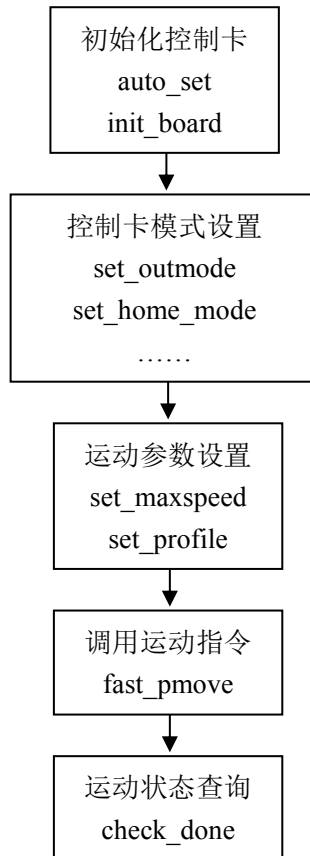 初始化控制卡
auto_set
init_board
控制卡模式设置
set_outmode
set_home_mode
……
运动参数设置
set_maxspeed
set_profile
调用运动指令
fast_pmove
运动状态查询
check_done